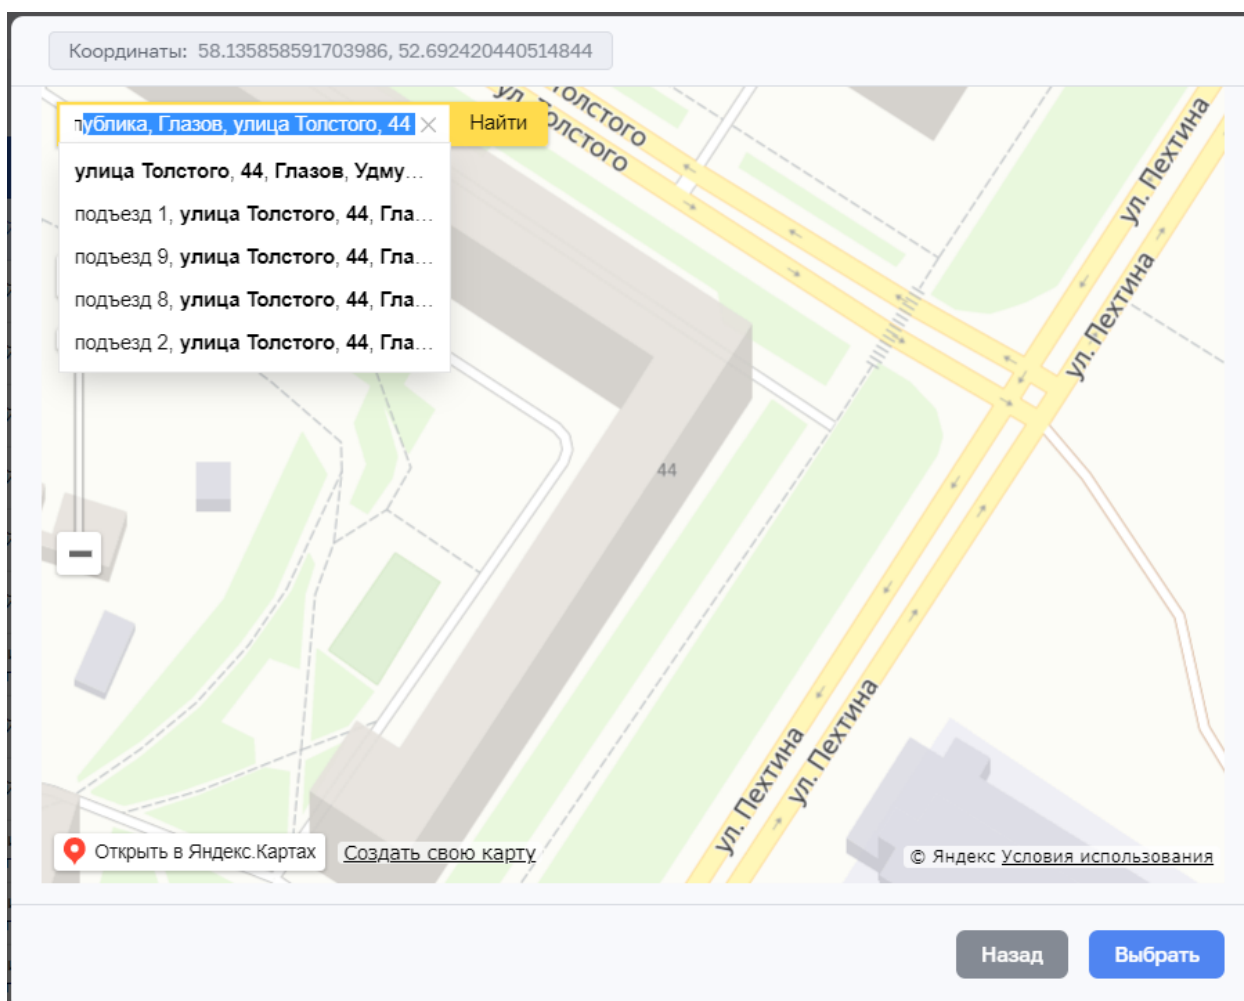 Координаты: 58.135858591703986, 52.692420440514844
публика, Глазов, улица Толстого, 44
Найти
улица Толстого, 44, Глазов, Удму...
подъезд 1, улица Толстого, 44, Гла...
подъезд 9, улица Толстого, 44, Гла...
подъезд 8, улица Толстого, 44, Гла...
подъезд 2, улица Толстого, 44, Гла...
ул. Толстого
ул. Толстого
ул. Пехтина
ул. Пехтина
44
ул. Пехтина
ул. Пехтина
Открыть в Яндекс.Картах
Создать свою карту
© Яндекс Условия использования
Назад
Выбрать